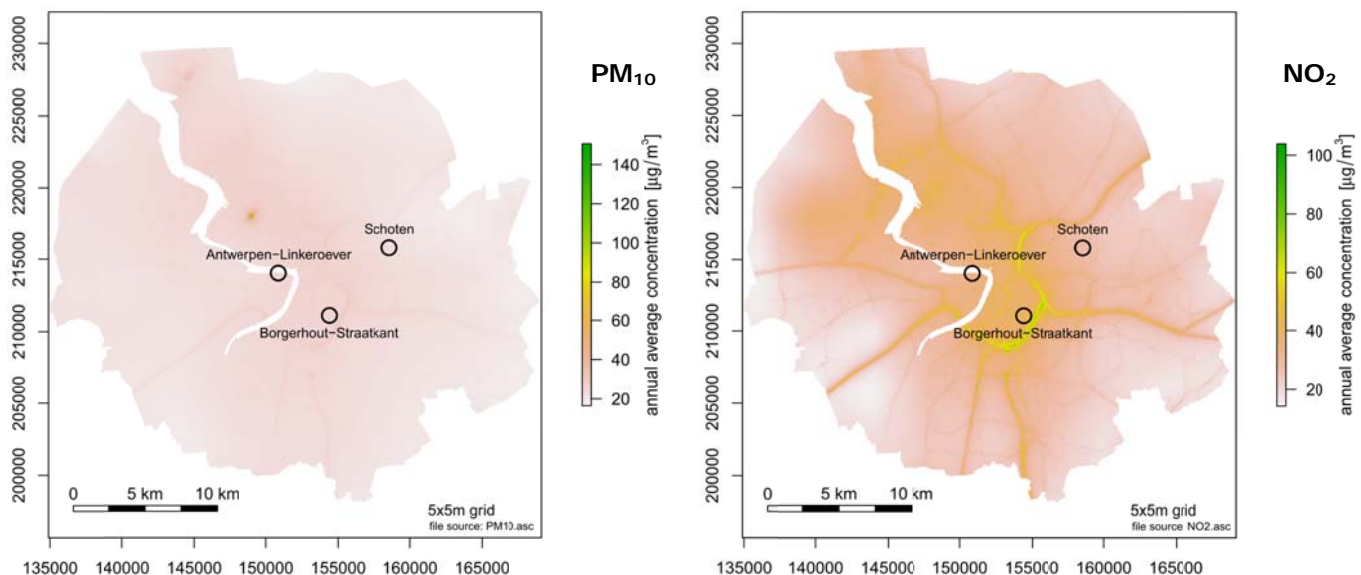 PM₁₀
230000
225000
220000
215000
210000
205000
200000
Schoten
Antwerpen-Linkeroever
Borgerhout-Straatkant
0 5 km 10 km
5x5m grid
file source: PM10.asc
135000 140000 145000 150000 155000 160000 165000
140
120
100
80
60
40
20
annual average concentration [µg/m³]
NO₂
230000
225000
220000
215000
210000
205000
200000
Schoten
Antwerpen-Linkeroever
Borgerhout-Straatkant
0 5 km 10 km
5x5m grid
file source NO2.asc
135000 140000 145000 150000 155000 160000 165000
100
80
60
40
20
annual average concentration [µg/m³]